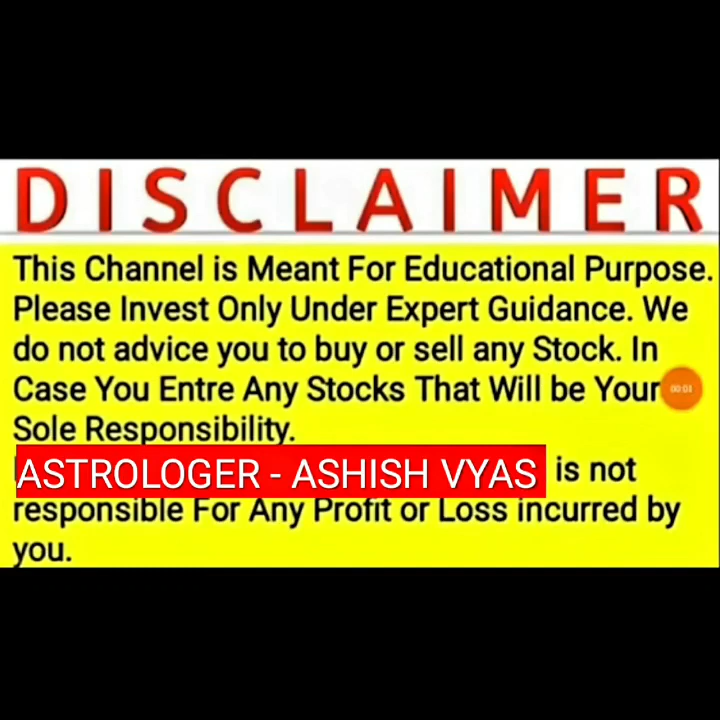 DISCLAIMER
This Channel is Meant For Educational Purpose.
Please Invest Only Under Expert Guidance. We
do not advice you to buy or sell any Stock. In
Case You Entre Any Stocks That Will be Your
00:01
Sole Responsibility.
ASTROLOGER - ASHISH VYAS is not
responsible For Any Profit or Loss incurred by
you.